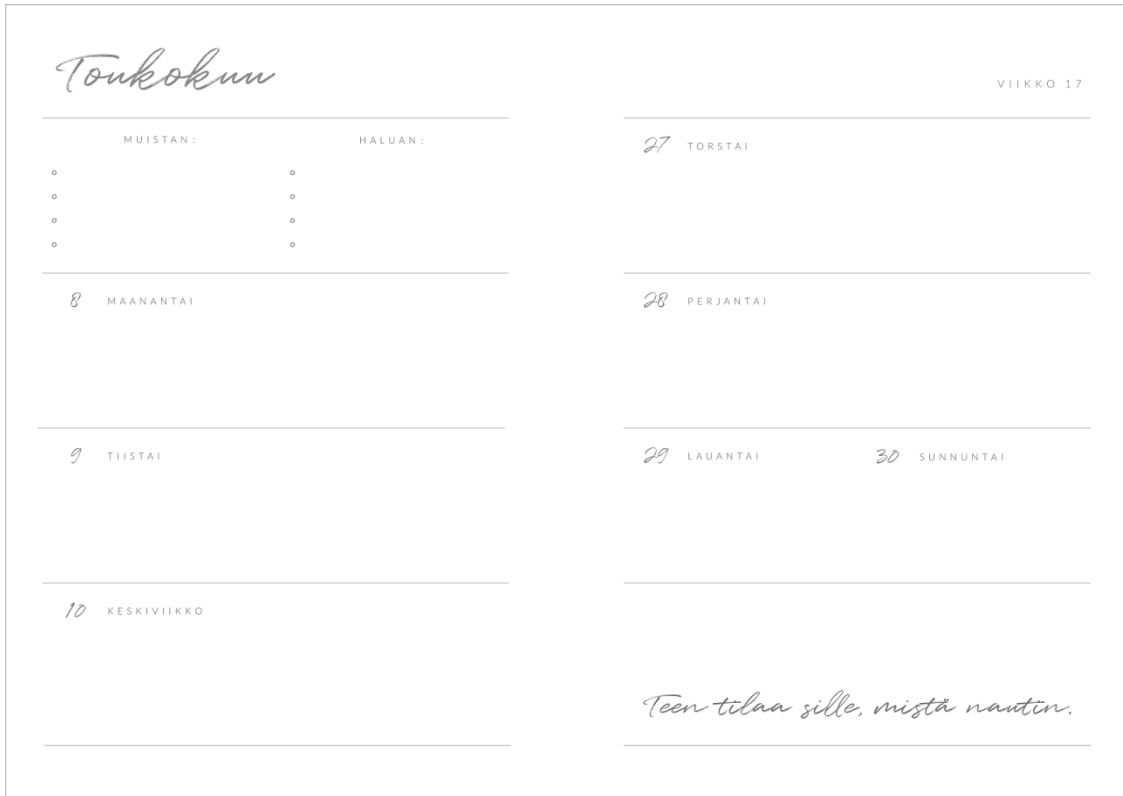 Toukokuu
MUISTAN:
HALUAN:
8 MAANANTAI
9 TIISTAI
10 KESKIVIIKKO
VIIKKO 17
27 TORSTAI
28 PERJANTAI
29 LAUANTAI
30 SUNNUNTAI
Teen tilaa sille, mistä nautin.